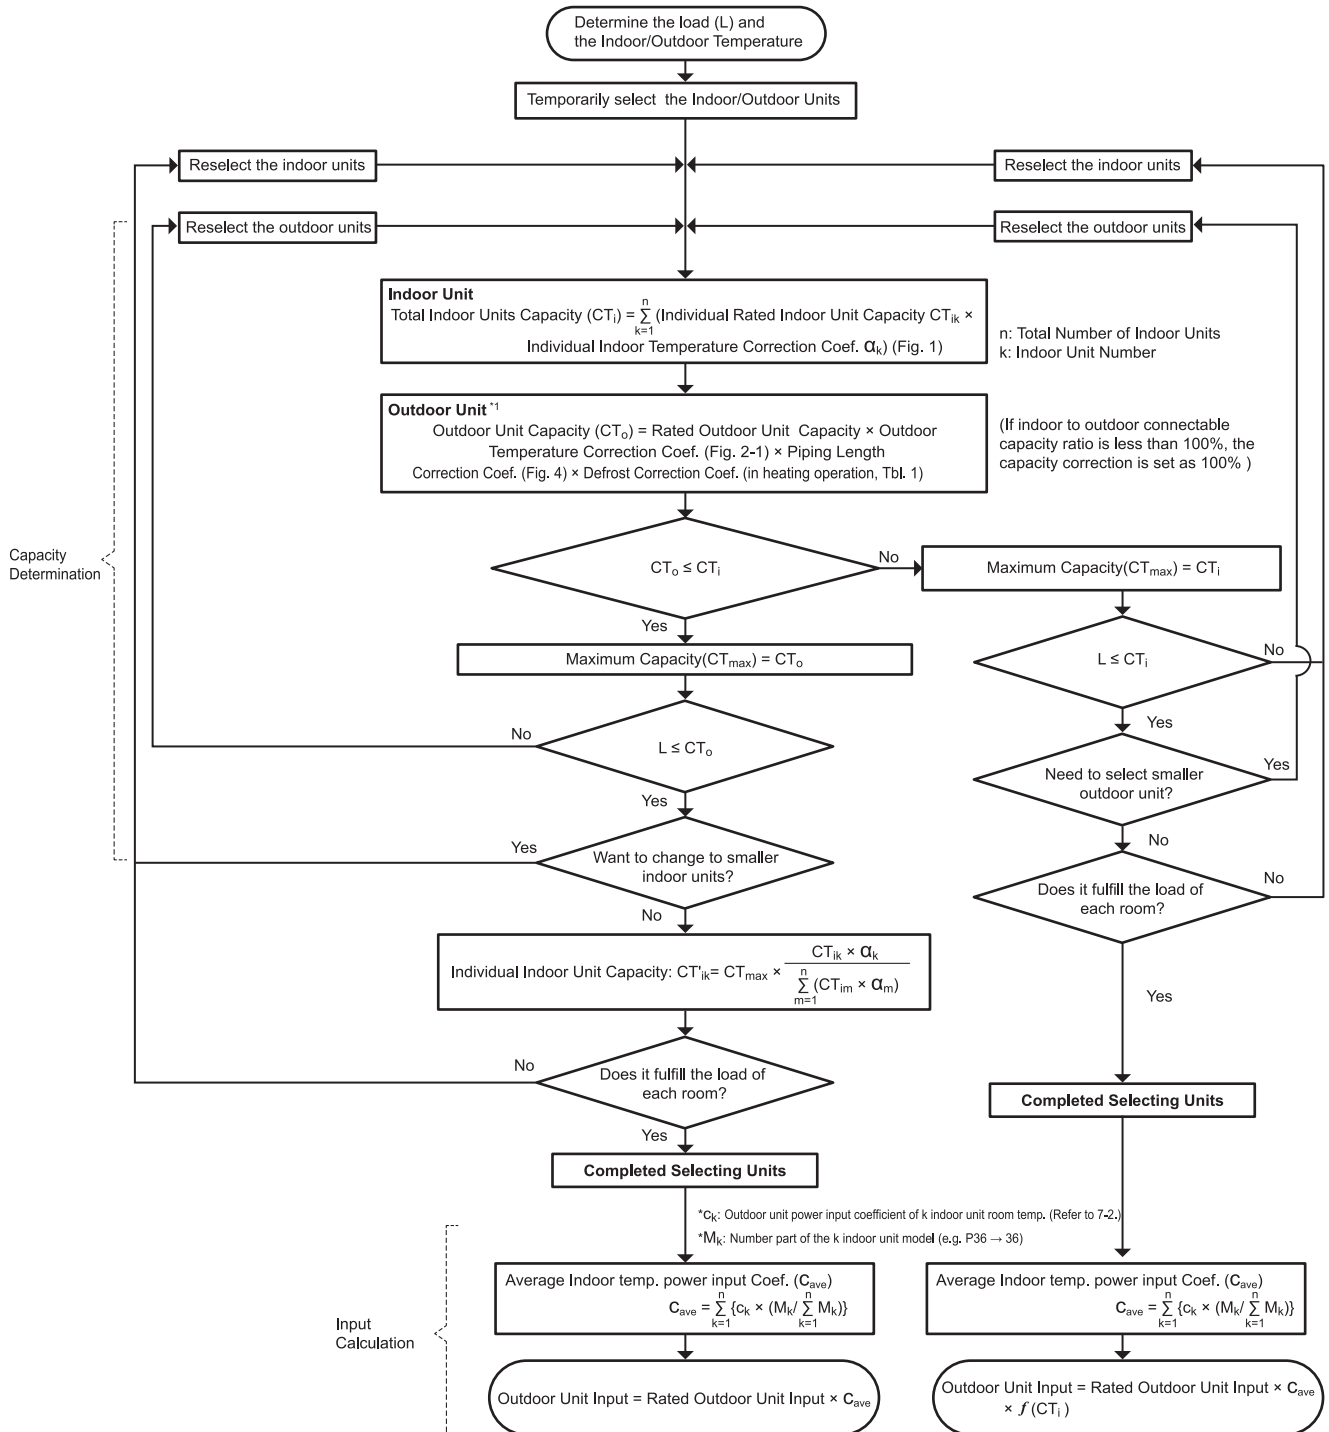 Determine the load (L) and
the Indoor/Outdoor Temperature
Temporarily select the Indoor/Outdoor Units
Reselect the indoor units
Reselect the indoor units
Reselect the outdoor units
Reselect the outdoor units
Indoor Unit
Total Indoor Units Capacity (CTi) = n∑k=1 (Individual Rated Indoor Unit Capacity CTik ×
Individual Indoor Temperature Correction Coef. αk) (Fig. 1)
n: Total Number of Indoor Units
k: Indoor Unit Number
Outdoor Unit *1
Outdoor Unit Capacity (CTo) = Rated Outdoor Unit Capacity × Outdoor
Temperature Correction Coef. (Fig. 2-1) × Piping Length
Correction Coef. (Fig. 4) × Defrost Correction Coef. (in heating operation, Tbl. 1)
(If indoor to outdoor connectable
capacity ratio is less than 100%, the
capacity correction is set as 100% )
Capacity
Determination
CTo ≤ CTi
No
Maximum Capacity(CTmax) = CTi
Yes
Maximum Capacity(CTmax) = CTo
L ≤ CTi
No
Yes
No
L ≤ CTo
Yes
Need to select smaller
outdoor unit?
Yes
No
Yes
Want to change to smaller
indoor units?
No
Does it fulfill the load of
each room?
No
Yes
Individual Indoor Unit Capacity: CT'ik= CTmax ×
CTik × αk
n∑m=1 (CTim × αm)
No
Does it fulfill the load of
each room?
Yes
Completed Selecting Units
Completed Selecting Units
*ck: Outdoor unit power input coefficient of k indoor unit room temp. (Refer to 7-2.)
*Mk: Number part of the k indoor unit model (e.g. P36 → 36)
Input
Calculation
Average Indoor temp. power input Coef. (Cave)
Cave = n∑k=1 {ck × (Mk/ n∑k=1 Mk)}
Average Indoor temp. power input Coef. (Cave)
Cave = n∑k=1 {ck × (Mk/ n∑k=1 Mk)}
Outdoor Unit Input = Rated Outdoor Unit Input × Cave
Outdoor Unit Input = Rated Outdoor Unit Input × Cave
× f (CTi )